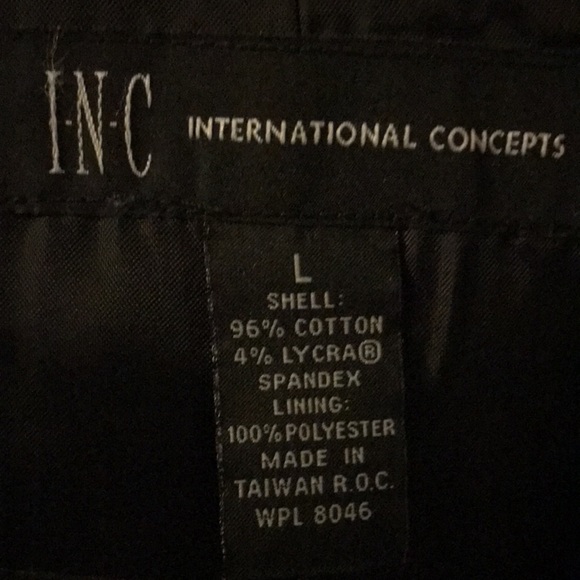 I-N-C INTERNATIONAL CONCEPTS
L
SHELL:
96% COTTON
4% LYCRA®
SPANDEX
LINING:
100% POLYESTER
MADE IN
TAIWAN R.O.C.
WPL 8046